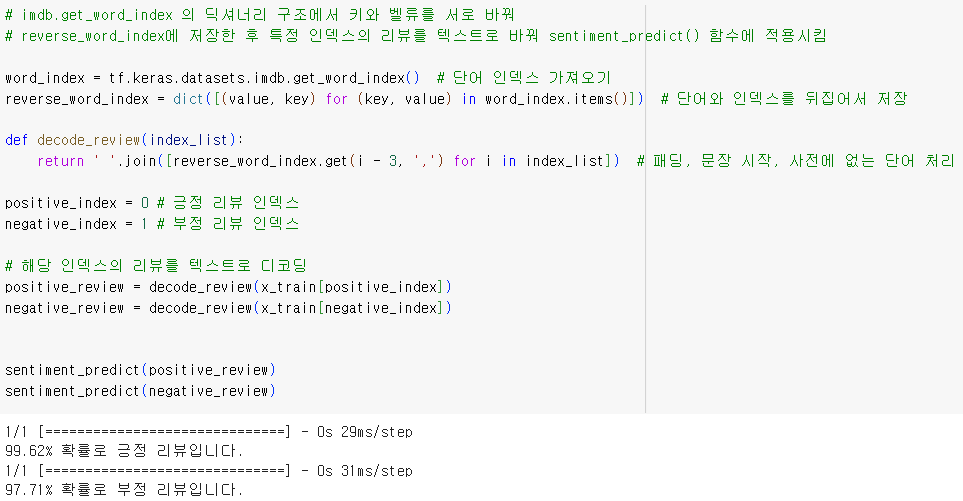 # imdb.get_word_index 의 딕셔너리 구조에서 키와 벨류를 서로 바꿔
# reverse_word_index에 저장한 후 특정 인덱스의 리뷰를 텍스트로 바꿔 sentiment_predict() 함수에 적용시킴
word_index = tf.keras.datasets.imdb.get_word_index()  # 단어 인덱스 가져오기
reverse_word_index = dict([(value, key) for (key, value) in word_index.items()])  # 단어와 인덱스를 뒤집어서 저장
def decode_review(index_list):
    return ' '.join([reverse_word_index.get(i - 3, ',') for i in index_list])  # 패딩, 문장 시작, 사전에 없는 단어 처리
positive_index = 0 # 긍정 리뷰 인덱스
negative_index = 1 # 부정 리뷰 인덱스
# 해당 인덱스의 리뷰를 텍스트로 디코딩
positive_review = decode_review(x_train[positive_index])
negative_review = decode_review(x_train[negative_index])
sentiment_predict(positive_review)
sentiment_predict(negative_review)
1/1 [==============================] - 0s 29ms/step
99.62% 확률로 긍정 리뷰입니다.
1/1 [==============================] - 0s 31ms/step
97.71% 확률로 부정 리뷰입니다.